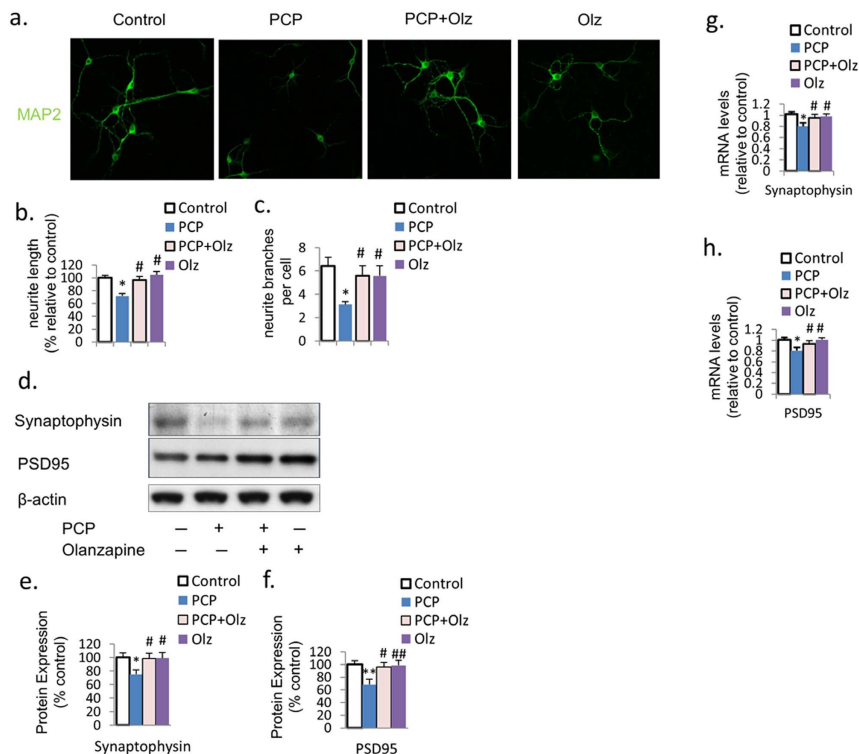 a.
Control
PCP
PCP+Olz
Olz
MAP2
b.
neurite length
(% relative to control)
120
100
80
60
40
20
0
*
#
#
Control
PCP
PCP+Olz
Olz
c.
neurite branches
per cell
8
6
4
2
0
*
#
#
Control
PCP
PCP+Olz
Olz
d.
Synaptophysin
PSD95
β-actin
PCP – + + –
Olanzapine – – + +
e.
Protein Expression
(% control)
120
100
80
60
40
20
0
*
#
#
Synaptophysin
Control
PCP
PCP+Olz
Olz
f.
Protein Expression
(% control)
120
100
80
60
40
20
0
**
#
##
PSD95
Control
PCP
PCP+Olz
Olz
g.
Control
PCP
PCP+Olz
Olz
mRNA levels
(relative to control)
1.2
1
0.8
0.6
0.4
0.2
0
*
#
#
Synaptophysin
h.
Control
PCP
PCP+Olz
Olz
mRNA levels
(relative to control)
1.2
1
0.8
0.6
0.4
0.2
0
*
##
PSD95